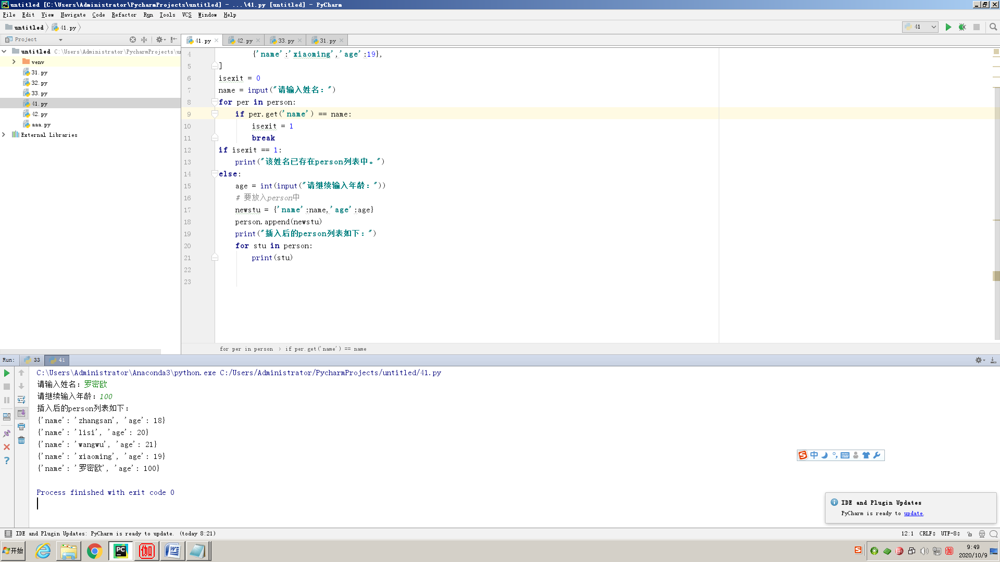 untitled [C:\Users\Administrator\PycharmProjects\untitled] - ...\41.py [untitled] - PyCharm
File Edit View Navigate Code Refactor Run Tools VCS Window Help
untitled 41.py 41
Project
41.py 42.py 33.py 31.py
untitled C:\Users\Administrator\PycharmProjects\u
venv
31.py
32.py
33.py
41.py
42.py
aaa.py
External Libraries
4 {'name':'xiaoming','age':19},
5 ]
6 isexit = 0
7 name = input("请输入姓名：")
8 for per in person:
9 if per.get('name') == name:
10 isexit = 1
11 break
12 if isexit == 1:
13 print("该姓名已存在person列表中。")
14 else:
15 age = int(input("请继续输入年龄："))
16 # 要放入person中
17 newstu = {'name':name,'age':age}
18 person.append(newstu)
19 print("插入后的person列表如下：")
20 for stu in person:
21 print(stu)
22
23
for per in person › if per.get('name') == name
Run: 33 41
C:\Users\Administrator\Anaconda3\python.exe C:/Users/Administrator/PycharmProjects/untitled/41.py
请输入姓名：罗密欧
请继续输入年龄：100
插入后的person列表如下：
{'name': 'zhangsan', 'age': 18}
{'name': 'lisi', 'age': 20}
{'name': 'wangwu', 'age': 21}
{'name': 'xiaoming', 'age': 19}
{'name': '罗密欧', 'age': 100}
Process finished with exit code 0
中
IDE and Plugin Updates
PyCharm is ready to update.
IDE and Plugin Updates: PyCharm is ready to update. (today 8:21)
12:1 CRLF UTF-8
开始
9:49
2020/10/9